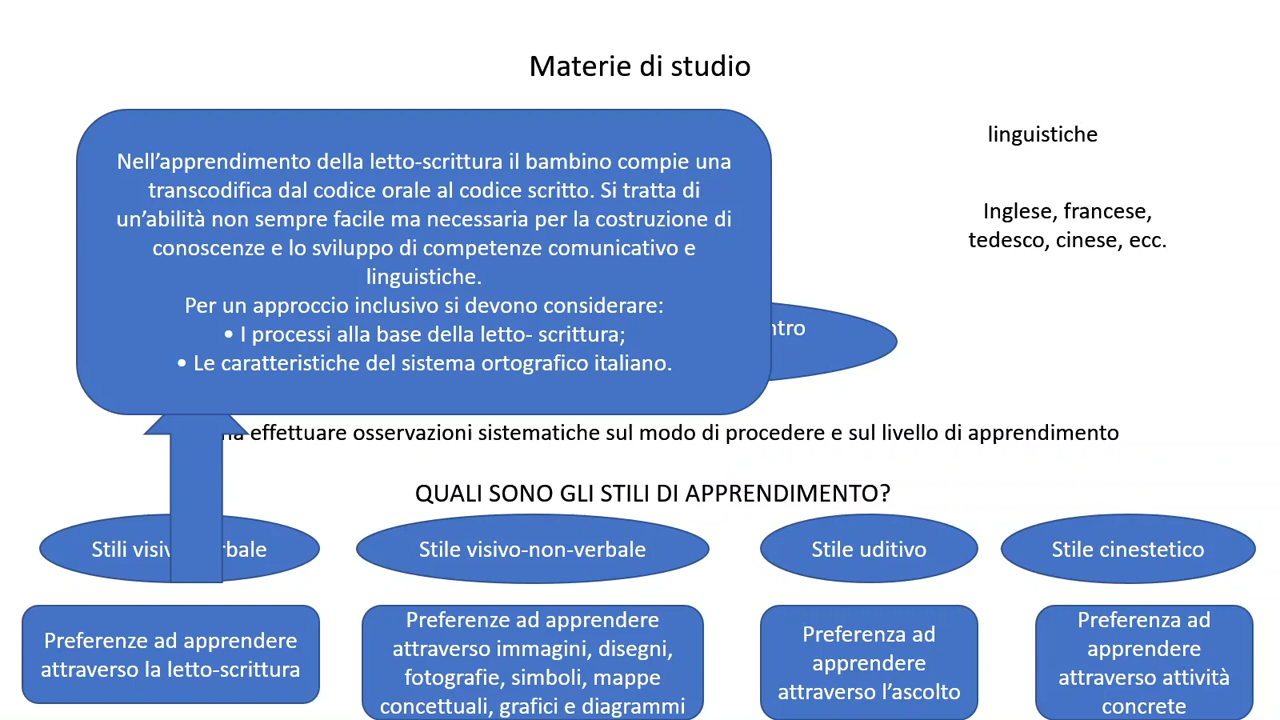 Materie di studio
linguistiche
Inglese, francese,
tedesco, cinese, ecc.
Nell’apprendimento della letto-scrittura il bambino compie una
transcodifica dal codice orale al codice scritto. Si tratta di
un’abilità non sempre facile ma necessaria per la costruzione di
conoscenze e lo sviluppo di competenze comunicativo e
linguistiche.
Per un approccio inclusivo si devono considerare:
• I processi alla base della letto- scrittura;
• Le caratteristiche del sistema ortografico italiano.
effettuare osservazioni sistematiche sul modo di procedere e sul livello di apprendimento
QUALI SONO GLI STILI DI APPRENDIMENTO?
Stili
Stile visivo-non-verbale
Stile uditivo
Stile cinestetico
Preferenze ad apprendere
attraverso la letto-scrittura
Preferenze ad apprendere
attraverso immagini, disegni,
fotografie, simboli, mappe
concettuali, grafici e diagrammi
Preferenza ad
apprendere
attraverso l’ascolto
Preferenza ad
apprendere
attraverso attività
concrete